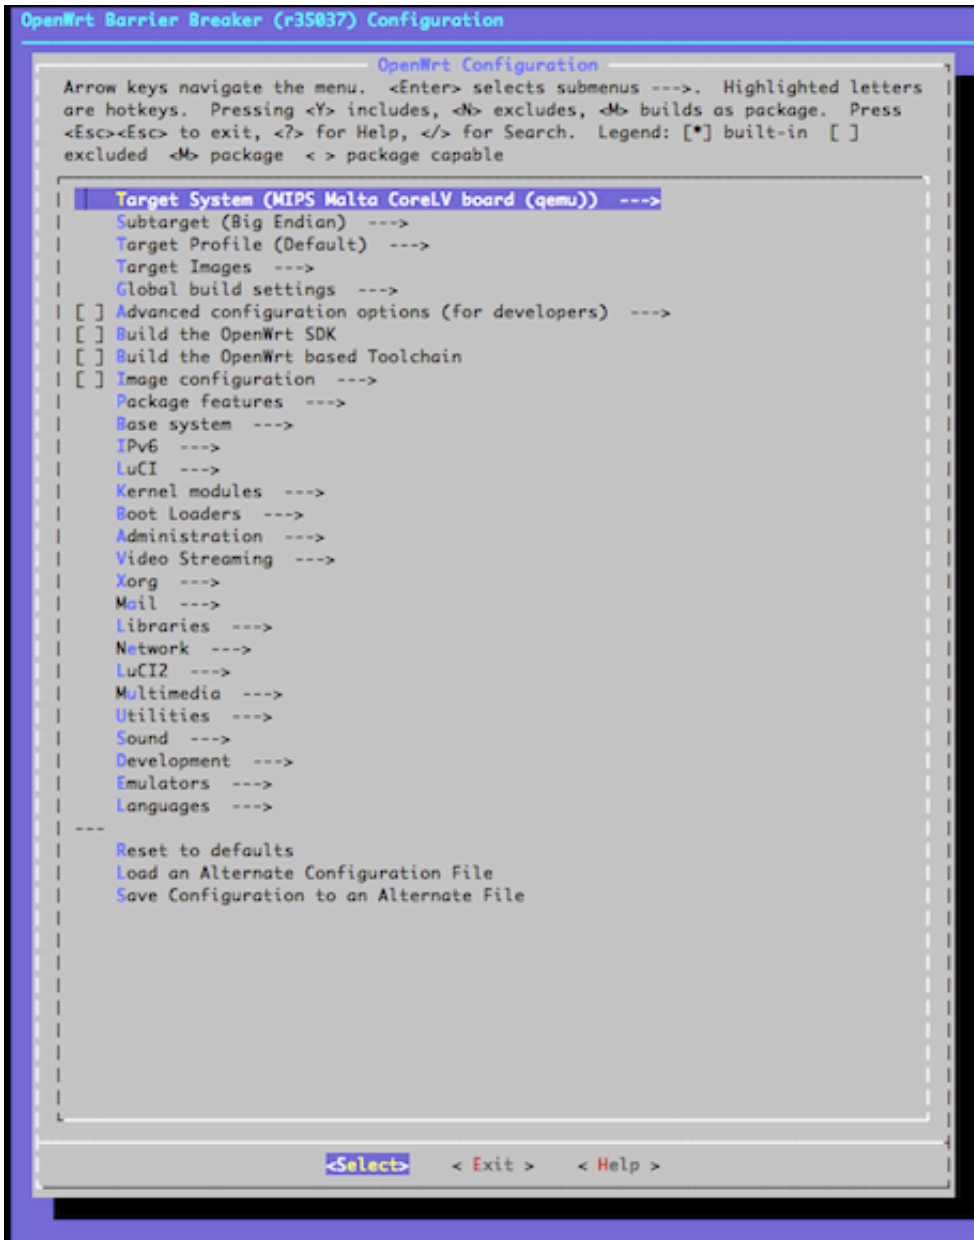 OpenWrt Barrier Breaker (r35037) Configuration
OpenWrt Configuration
Arrow keys navigate the menu.  <Enter> selects submenus --->.  Highlighted letters
are hotkeys.  Pressing <Y> includes, <N> excludes, <M> builds as package.  Press
<Esc><Esc> to exit, <?> for Help, </> for Search.  Legend: [*] built-in  [ ]
excluded  <M> package  < > package capable
Target System (MIPS Malta CoreLV board (qemu))  --->
Subtarget (Big Endian)  --->
Target Profile (Default)  --->
Target Images  --->
Global build settings  --->
[ ] Advanced configuration options (for developers)  --->
[ ] Build the OpenWrt SDK
[ ] Build the OpenWrt based Toolchain
[ ] Image configuration  --->
Package features  --->
Base system  --->
IPv6  --->
LuCI  --->
Kernel modules  --->
Boot Loaders  --->
Administration  --->
Video Streaming  --->
Xorg  --->
Mail  --->
Libraries  --->
Network  --->
LuCI2  --->
Multimedia  --->
Utilities  --->
Sound  --->
Development  --->
Emulators  --->
Languages  --->
---
Reset to defaults
Load an Alternate Configuration File
Save Configuration to an Alternate File
<Select>    < Exit >    < Help >